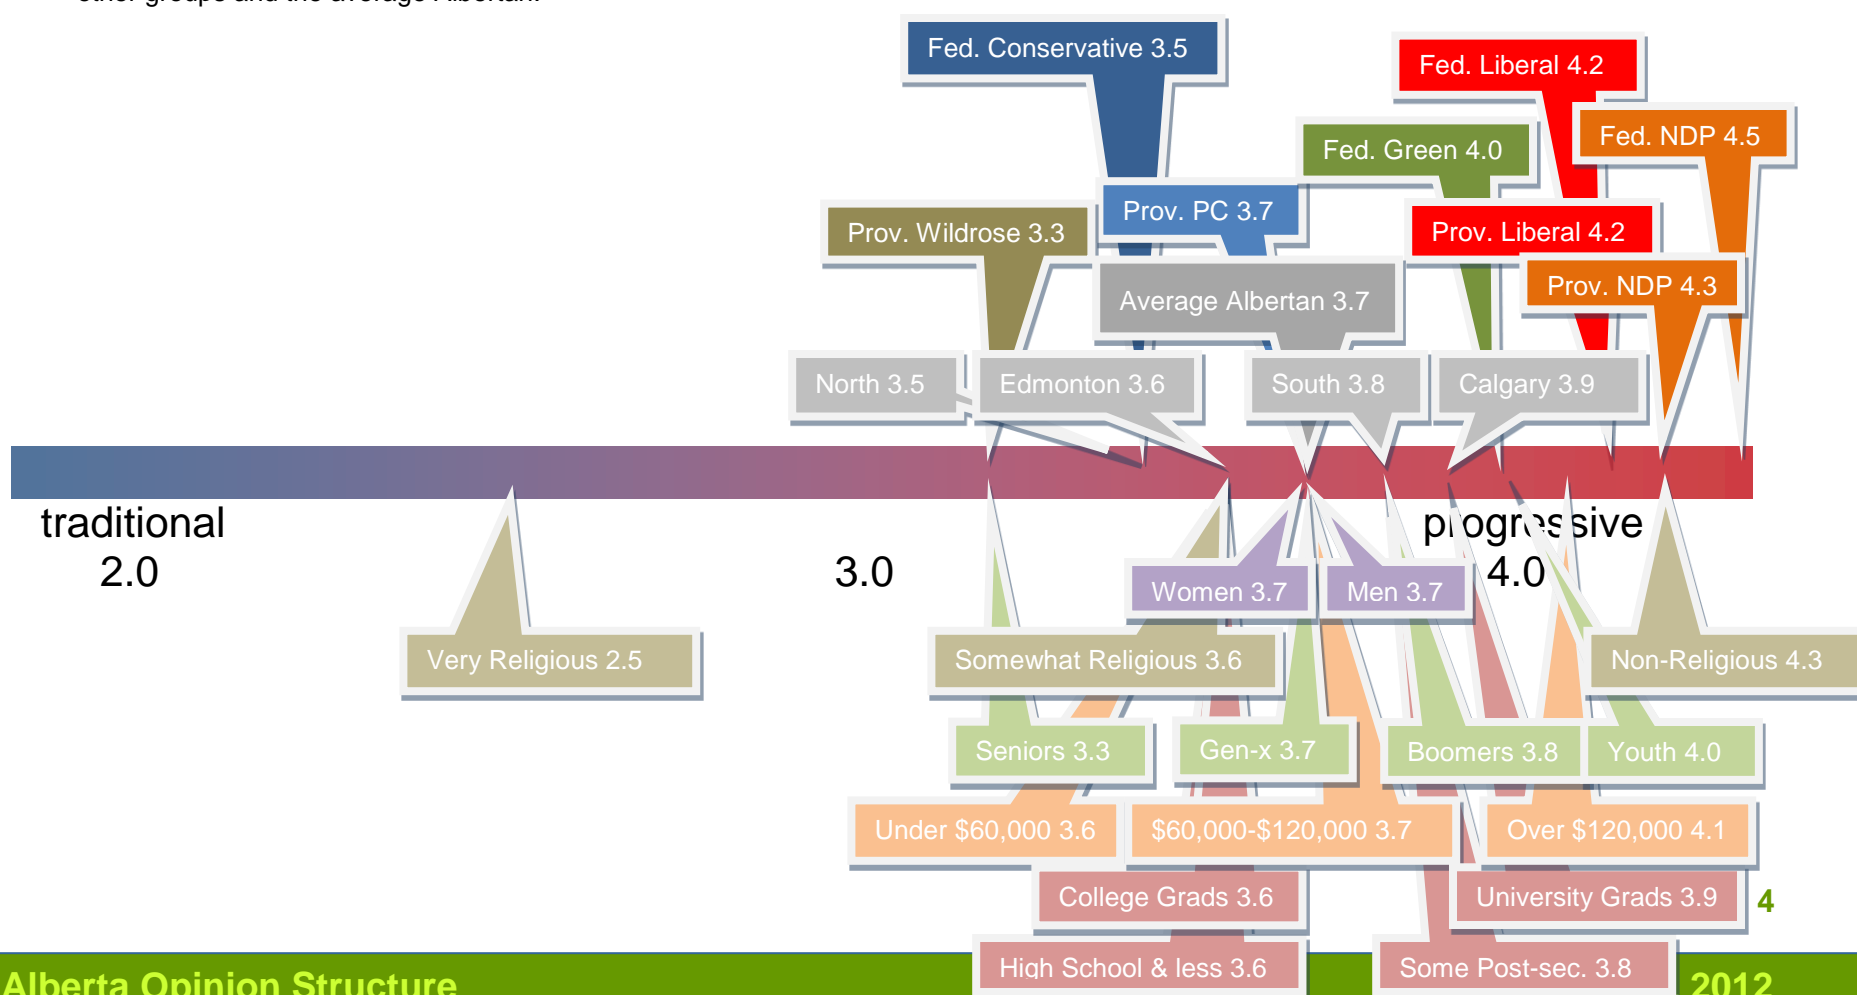 other groups and the average Albertan.
Fed. Conservative 3.5
Fed. Liberal 4.2
Fed. NDP 4.5
Fed. Green 4.0
Prov. PC 3.7
Prov. Wildrose 3.3
Prov. Liberal 4.2
Prov. NDP 4.3
Average Albertan 3.7
North 3.5
Edmonton 3.6
South 3.8
Calgary 3.9
traditional
progressive
2.0
3.0
4.0
Women 3.7
Men 3.7
Very Religious 2.5
Somewhat Religious 3.6
Non-Religious 4.3
Seniors 3.3
Gen-x 3.7
Boomers 3.8
Youth 4.0
Under $60,000 3.6
$60,000-$120,000 3.7
Over $120,000 4.1
College Grads 3.6
University Grads 3.9
4
High School & less 3.6
Some Post-sec. 3.8
Alberta Opinion Structure
2012